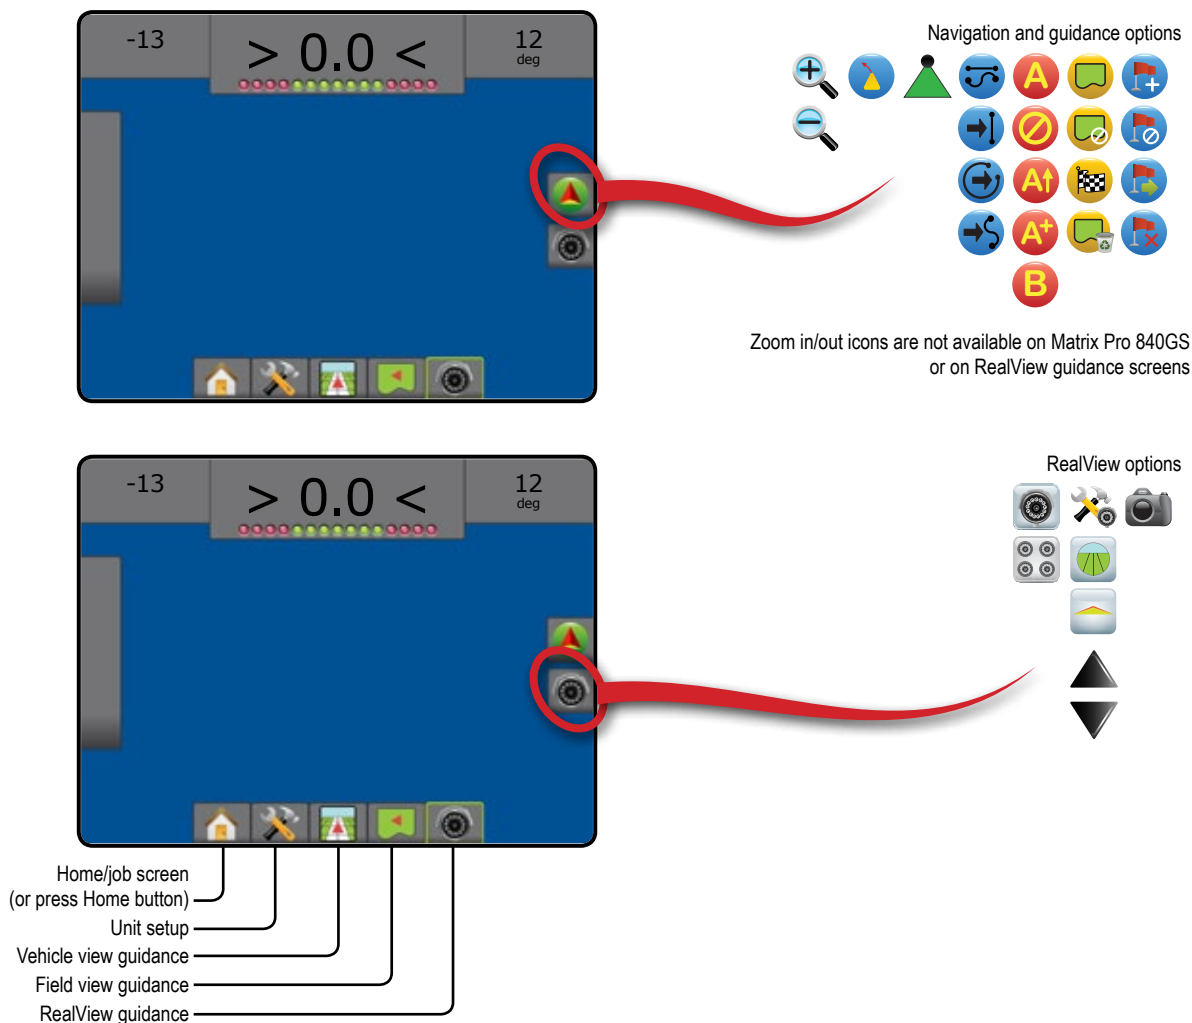 -13
> 0.0 <
12
deg
Navigation and guidance options
A
A
A+
B
Zoom in/out icons are not available on Matrix Pro 840GS
or on RealView guidance screens
-13
> 0.0 <
12
deg
RealView options
Home/job screen
(or press Home button)
Unit setup
Vehicle view guidance
Field view guidance
RealView guidance